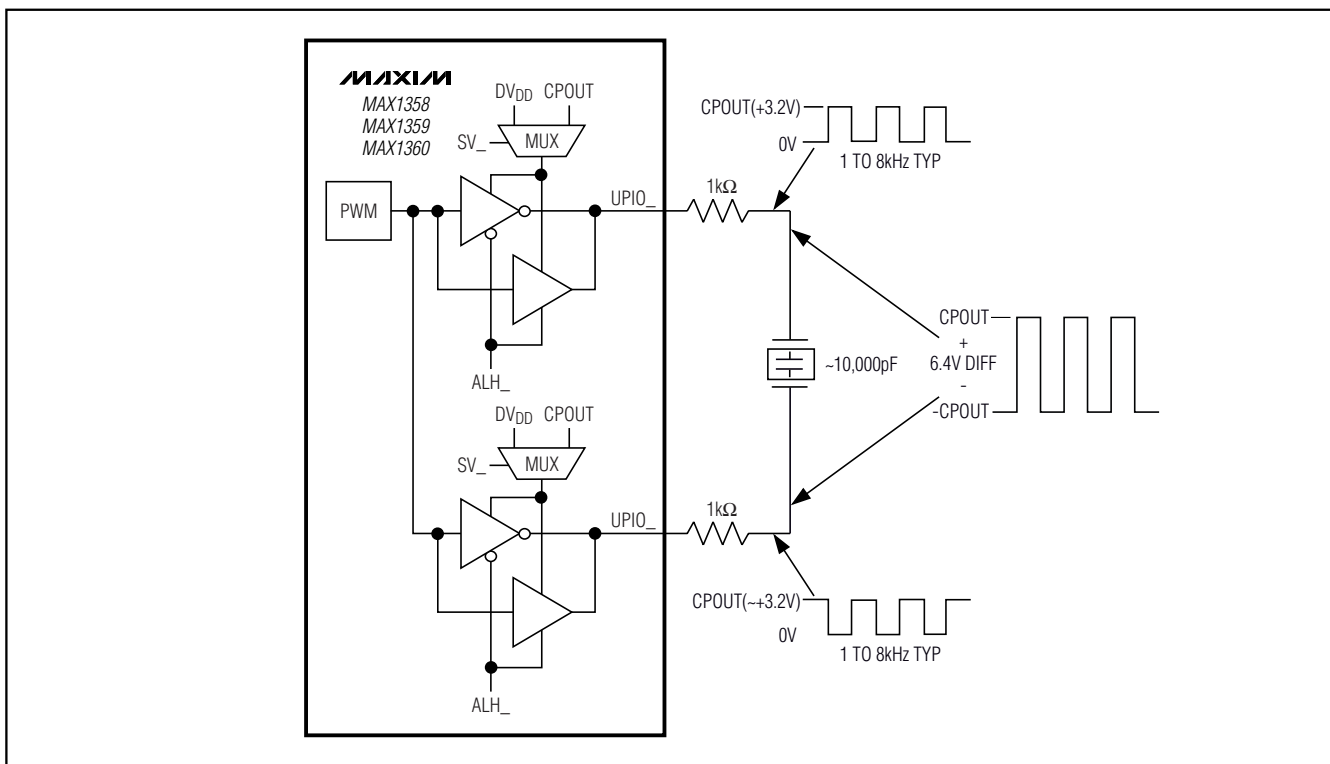 MAXIM
MAX1358
MAX1359
MAX1360
DVDD CPOUT
SV_
MUX
PWM
UPIO_
1kΩ
ALH_
CPOUT(+3.2V)
0V
1 TO 8kHz TYP
~10,000pF
CPOUT
+
6.4V DIFF
-
-CPOUT
DVDD CPOUT
SV_
MUX
UPIO_
1kΩ
ALH_
CPOUT(~+3.2V)
0V
1 TO 8kHz TYP